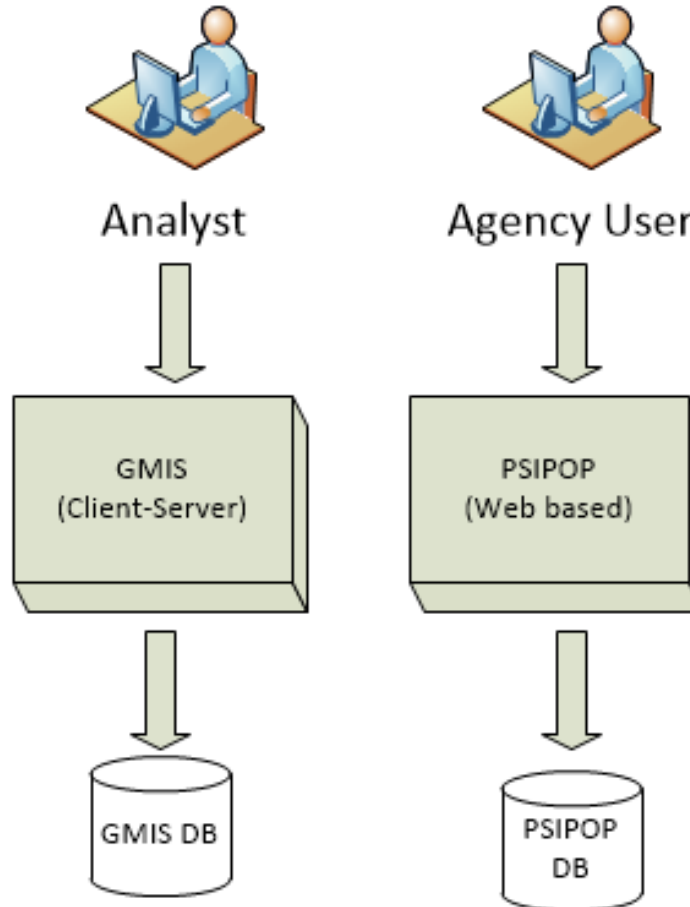 Analyst
Agency User
GMIS
(Client-Server)
PSIPOP
(Web based)
GMIS DB
PSIPOP
DB